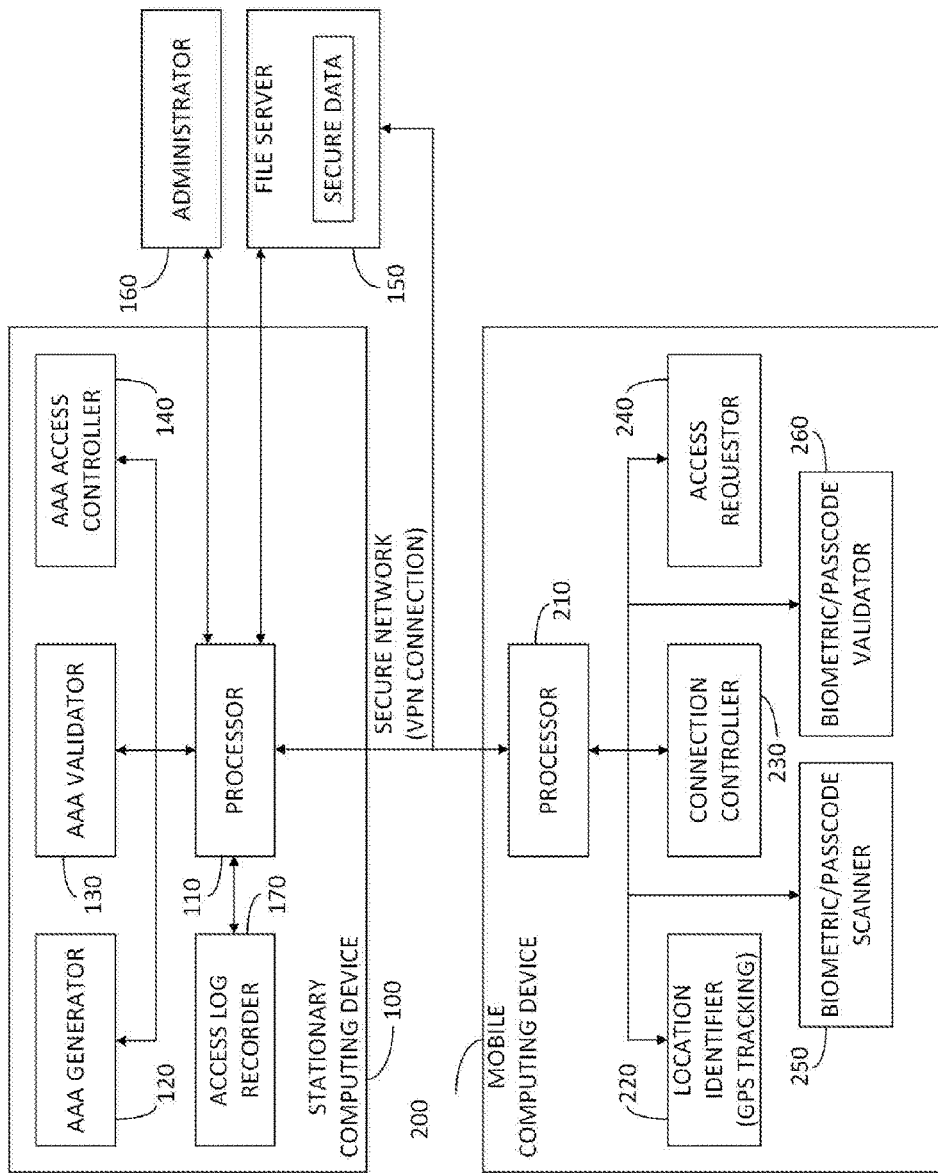 AAA GENERATOR
120
AAA VALIDATOR
130
AAA ACCESS
CONTROLLER
140
ACCESS LOG
RECORDER
170
110
PROCESSOR
STATIONARY
COMPUTING DEVICE
100
160
ADMINISTRATOR
FILE SERVER
SECURE DATA
150
SECURE NETWORK
(VPN CONNECTION)
200
MOBILE
COMPUTING DEVICE
PROCESSOR
210
220
LOCATION
IDENTIFIER
(GPS TRACKING)
CONNECTION
CONTROLLER
230
240
ACCESS
REQUESTOR
250
BIOMETRIC/PASSCODE
SCANNER
260
BIOMETRIC/PASSCODE
VALIDATOR